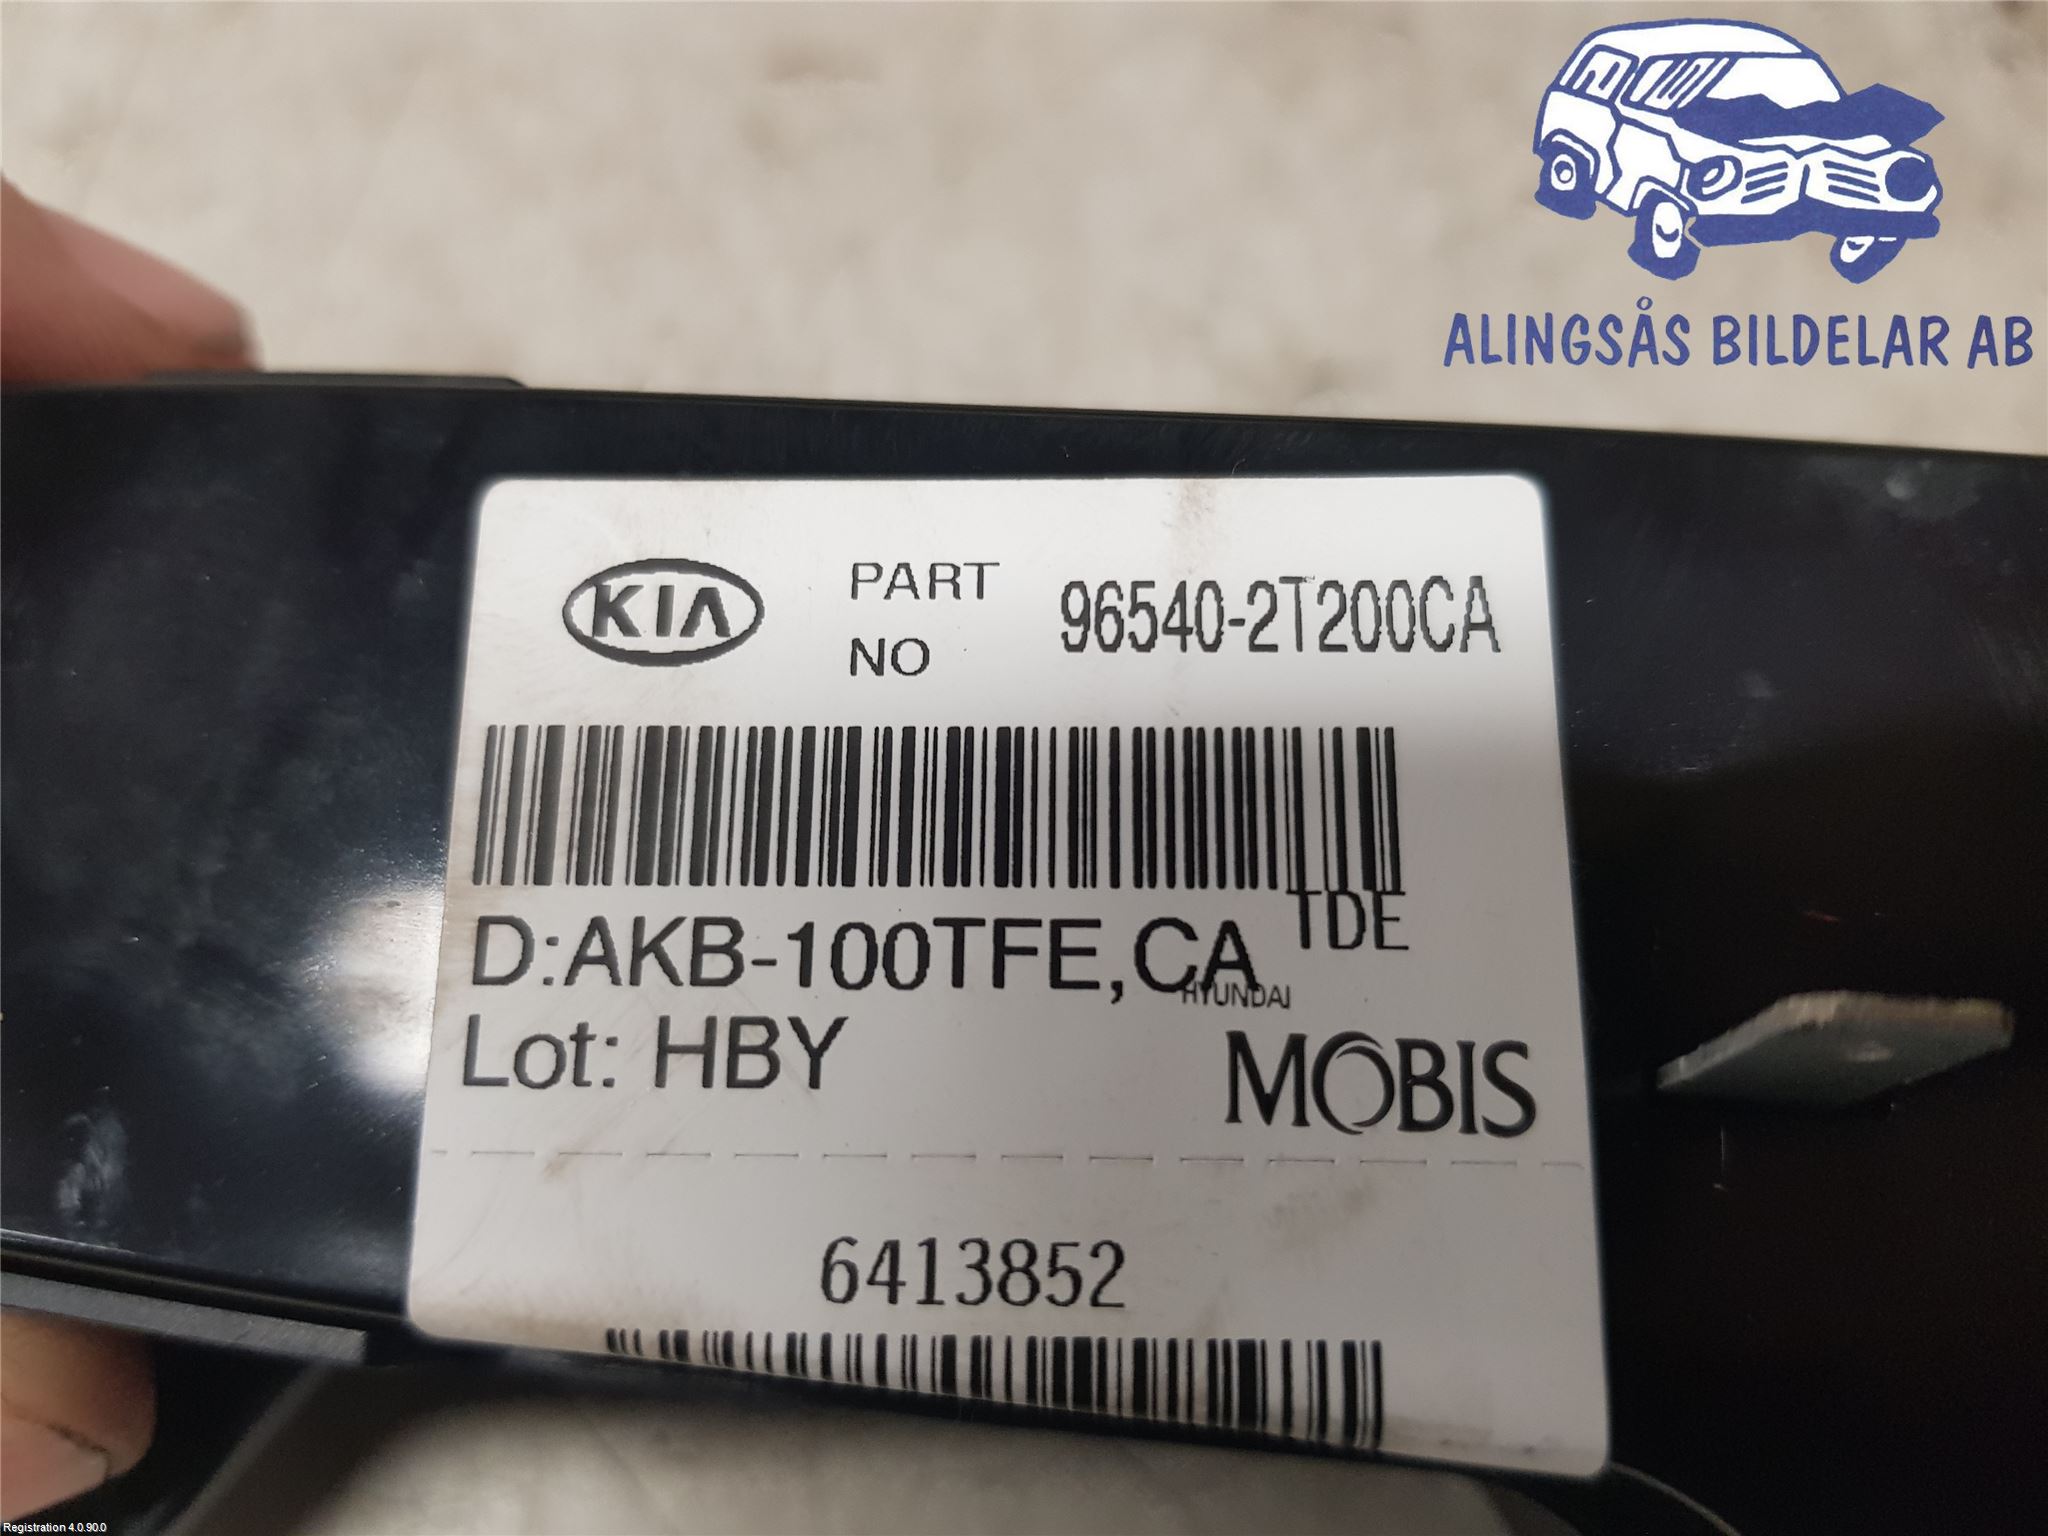 ALINGSÅS BILDELAR AB
KIA
PART NO
96540-2T200CA
TDE
D:AKB-100TFE,CA
HYUNDAI
Lot: HBY
MOBIS
6413852
Registration 4.0.90.0